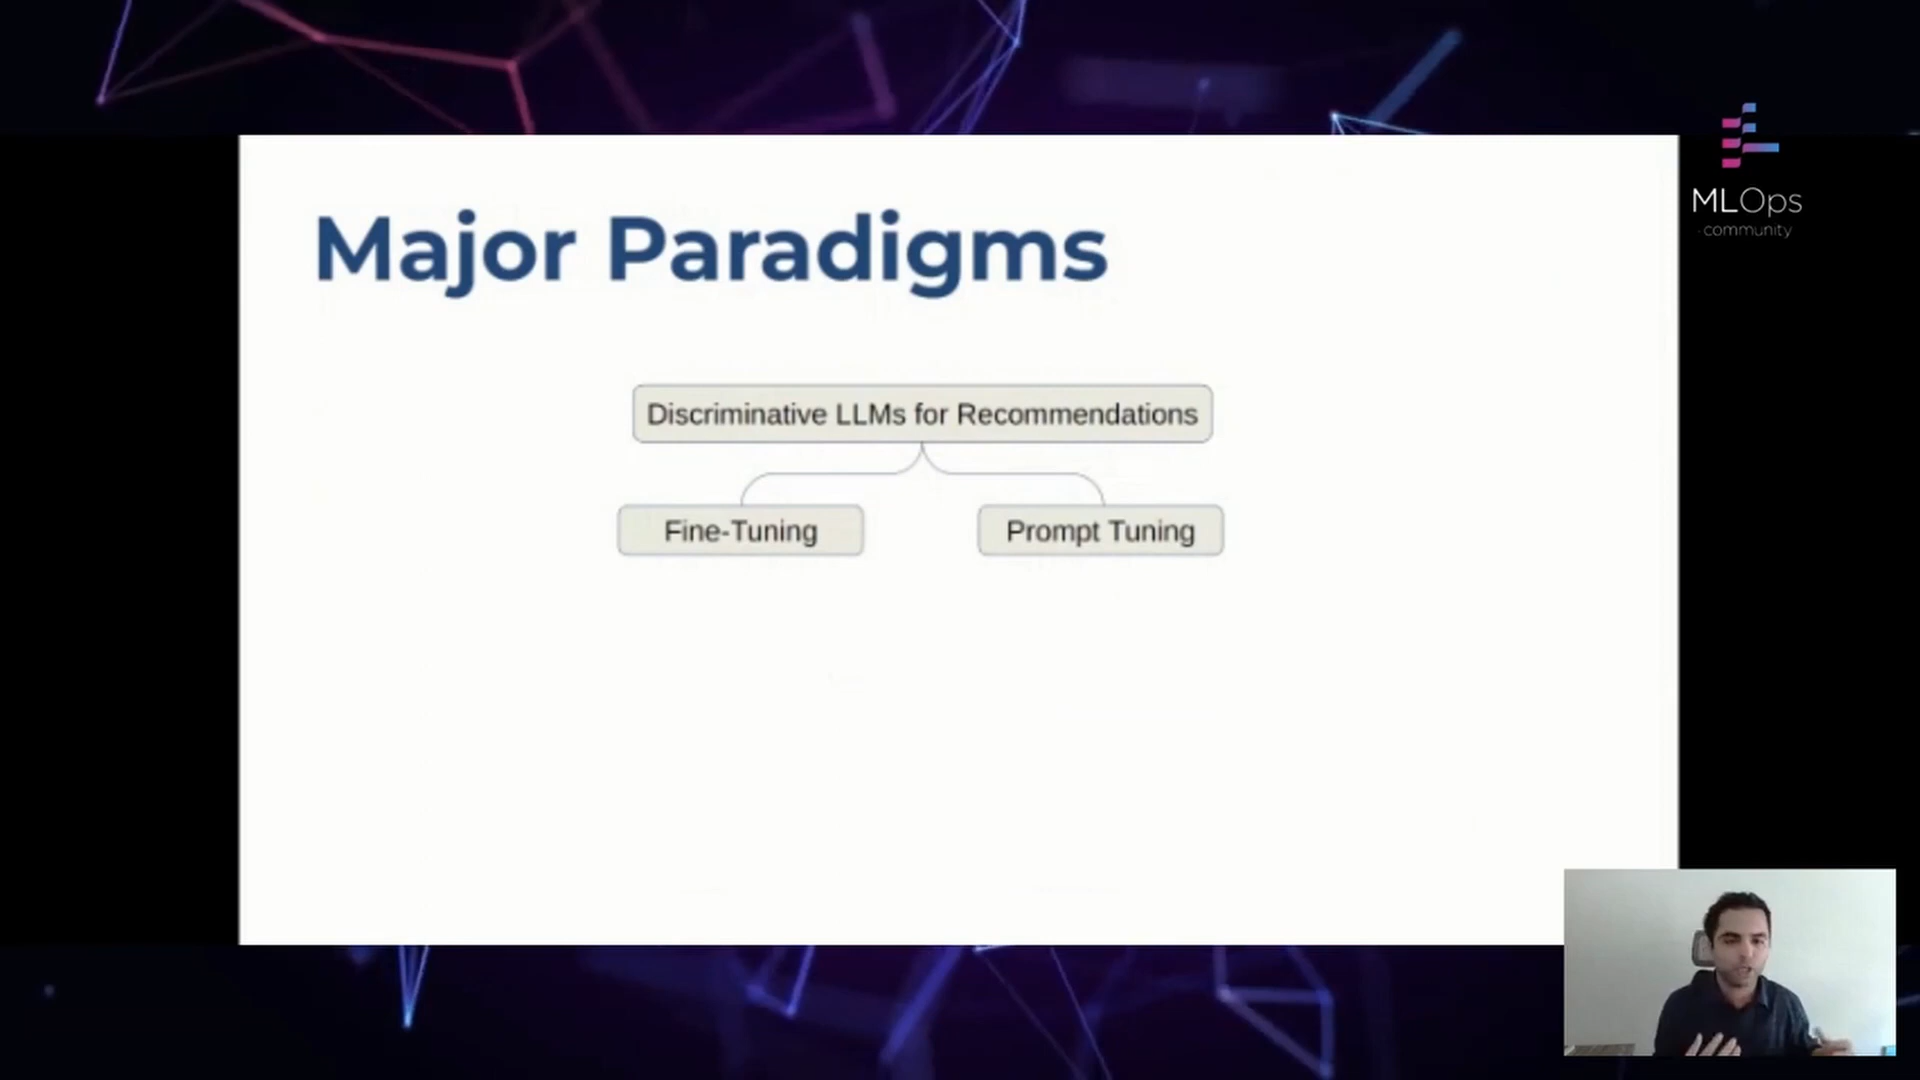 Major Paradigms
Discriminative LLMs for Recommendations
Fine-Tuning
Prompt Tuning
MLOps
community